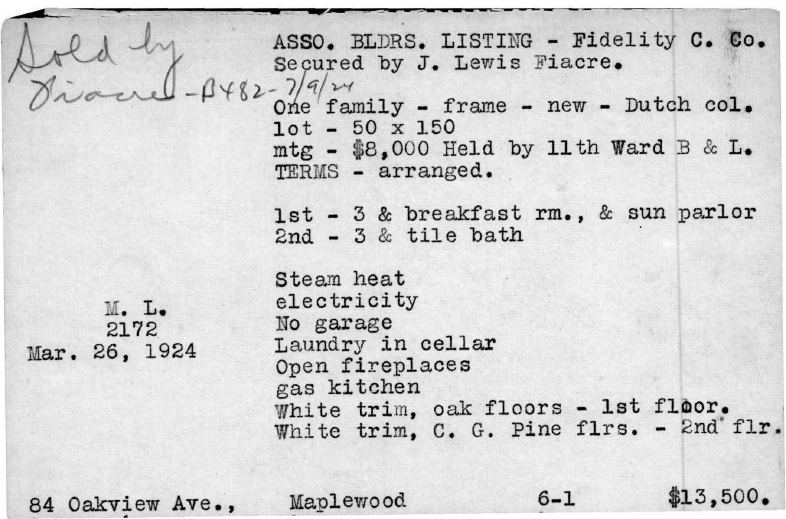 Sold by
Fiacre - B482 - 7/9/24
ASSO. BLDRS. LISTING - Fidelity C. Co.
Secured by J. Lewis Fiacre.
One family - frame - new - Dutch col.
lot - 50 x 150
mtg - $8,000 Held by 11th Ward B & L.
TERMS - arranged.
1st - 3 & breakfast rm., & sun parlor
2nd - 3 & tile bath
Steam heat
electricity
No garage
Laundry in cellar
Open fireplaces
gas kitchen
White trim, oak floors - 1st floor.
White trim, C. G. Pine flrs. - 2nd flr.
M. L.
2172
Mar. 26, 1924
84 Oakview Ave., Maplewood 6-1 $13,500.